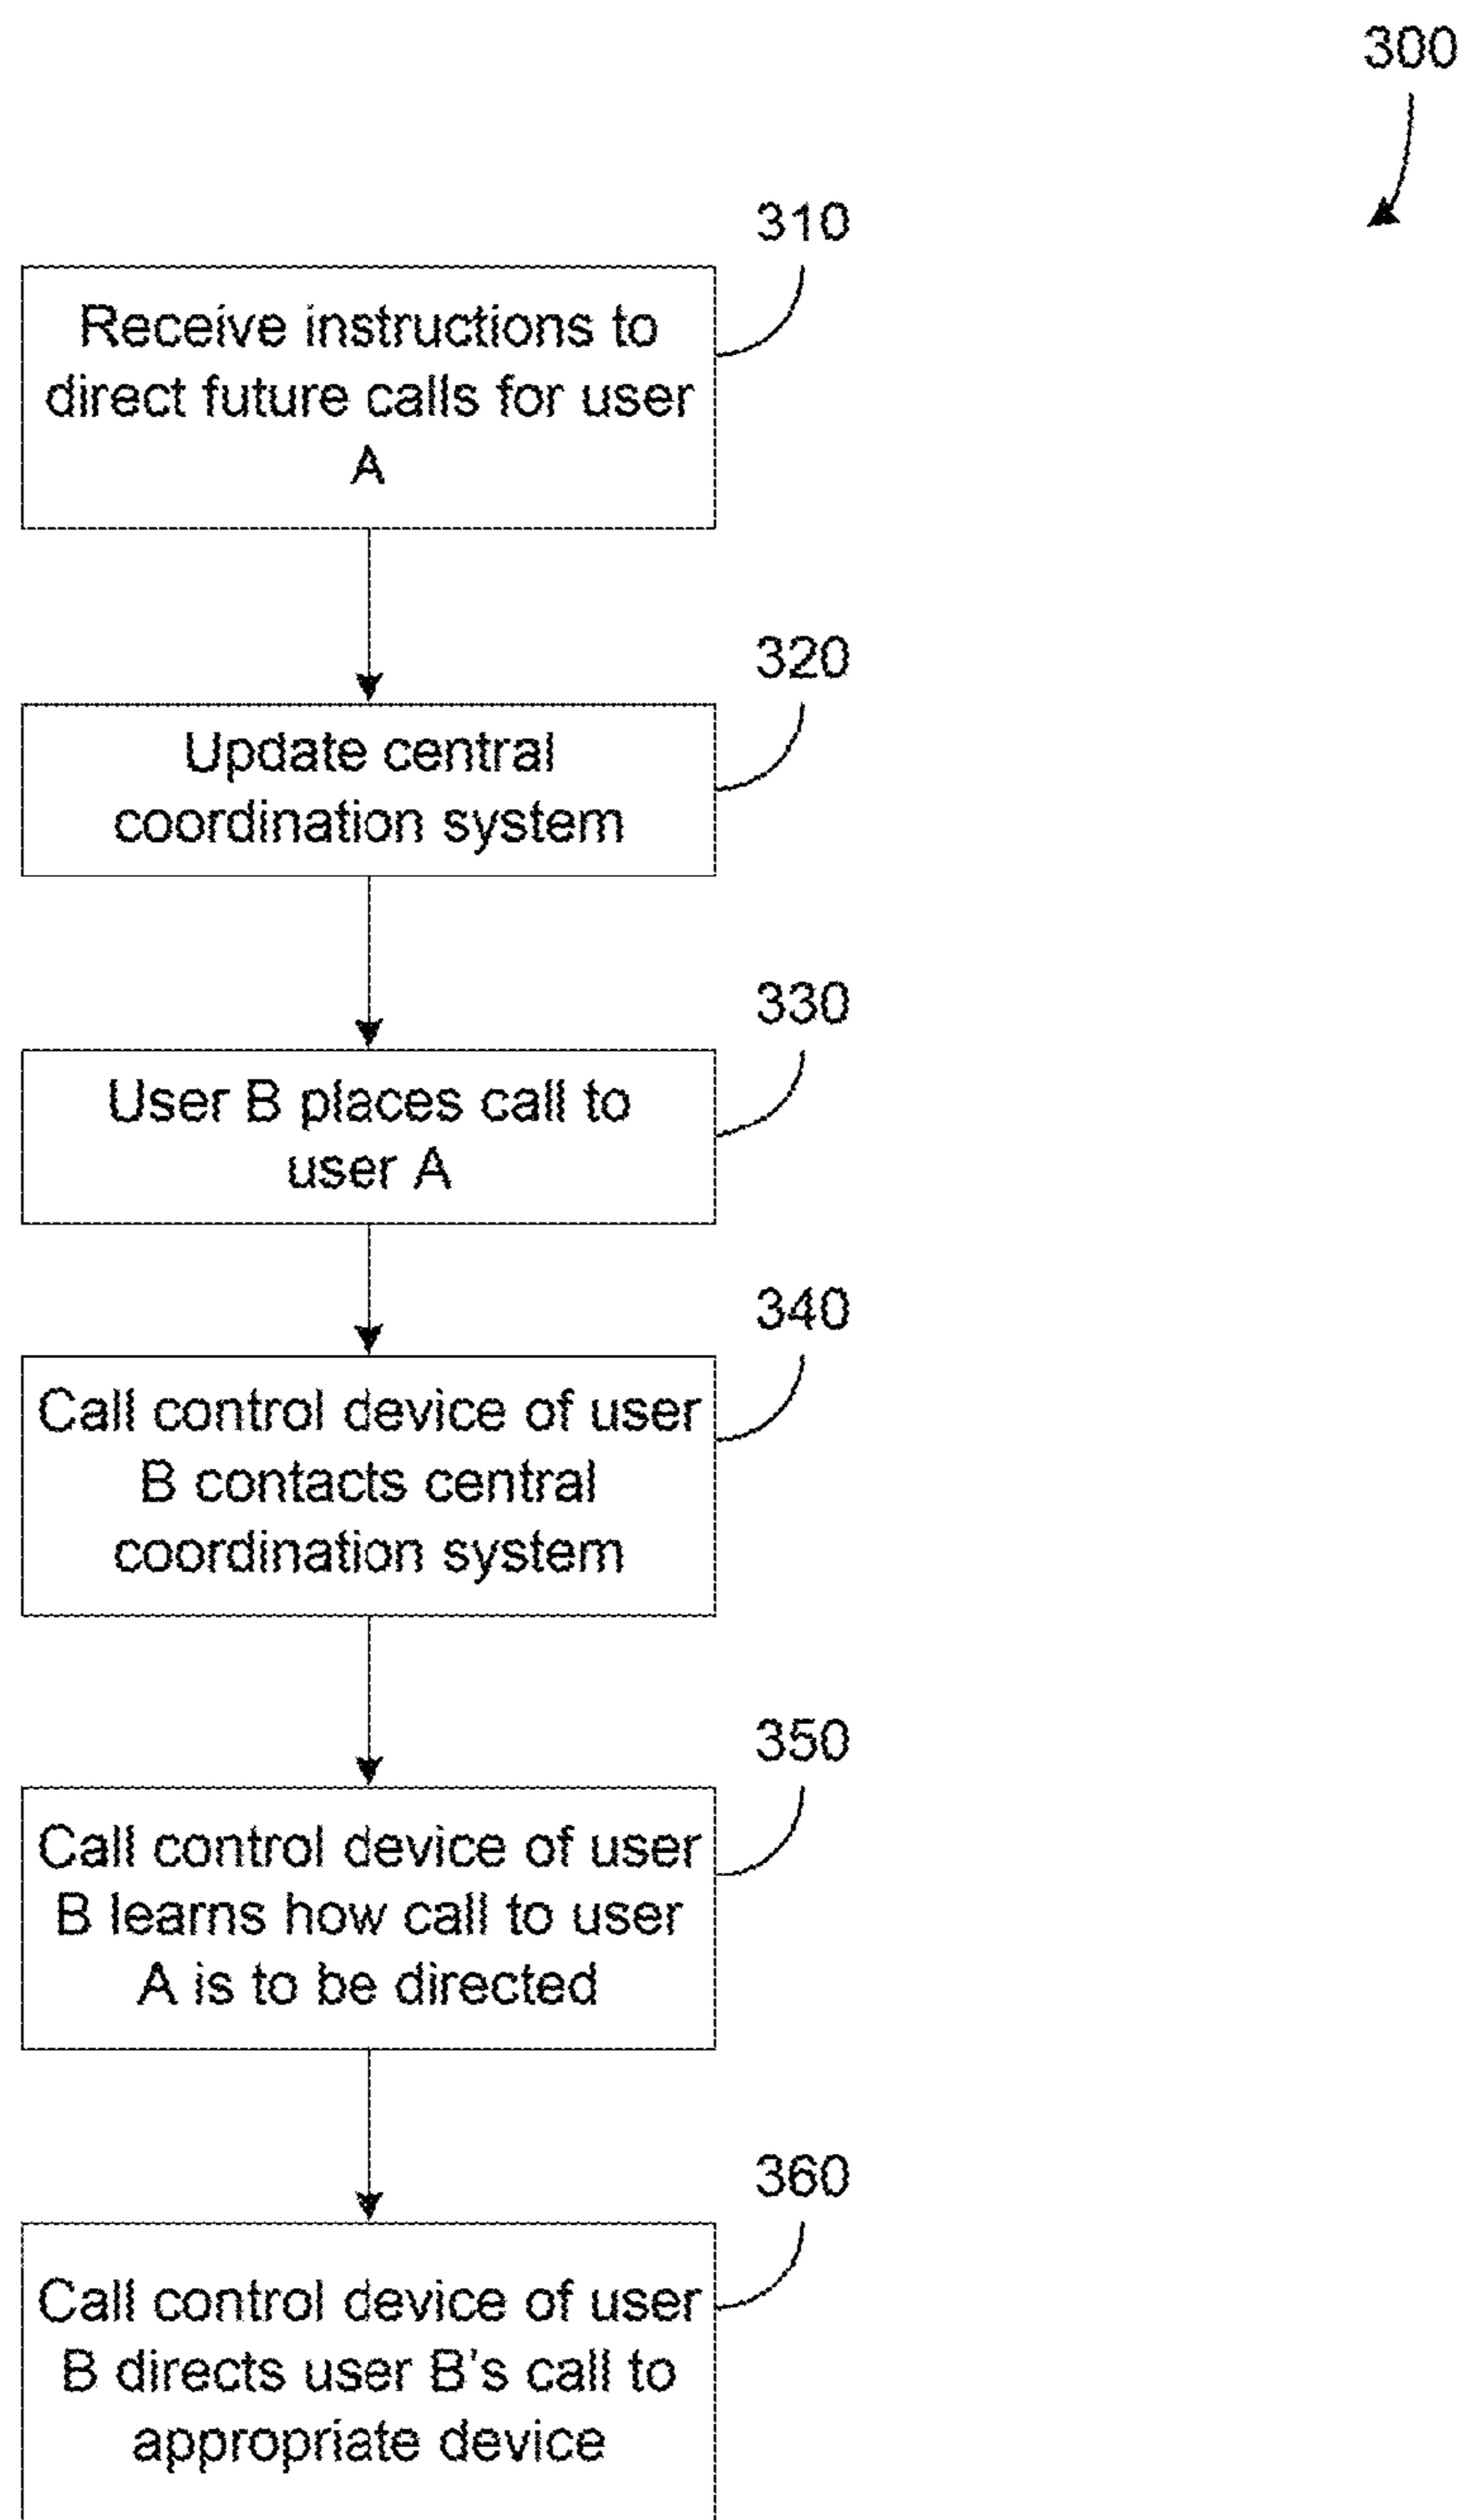 300
310
Receive instructions to
direct future calls for user
A
320
Update central
coordination system
330
User B places call to
user A
340
Call control device of user
B contacts central
coordination system
350
Call control device of user
B learns how call to user
A is to be directed
360
Call control device of user
B directs user B's call to
appropriate device